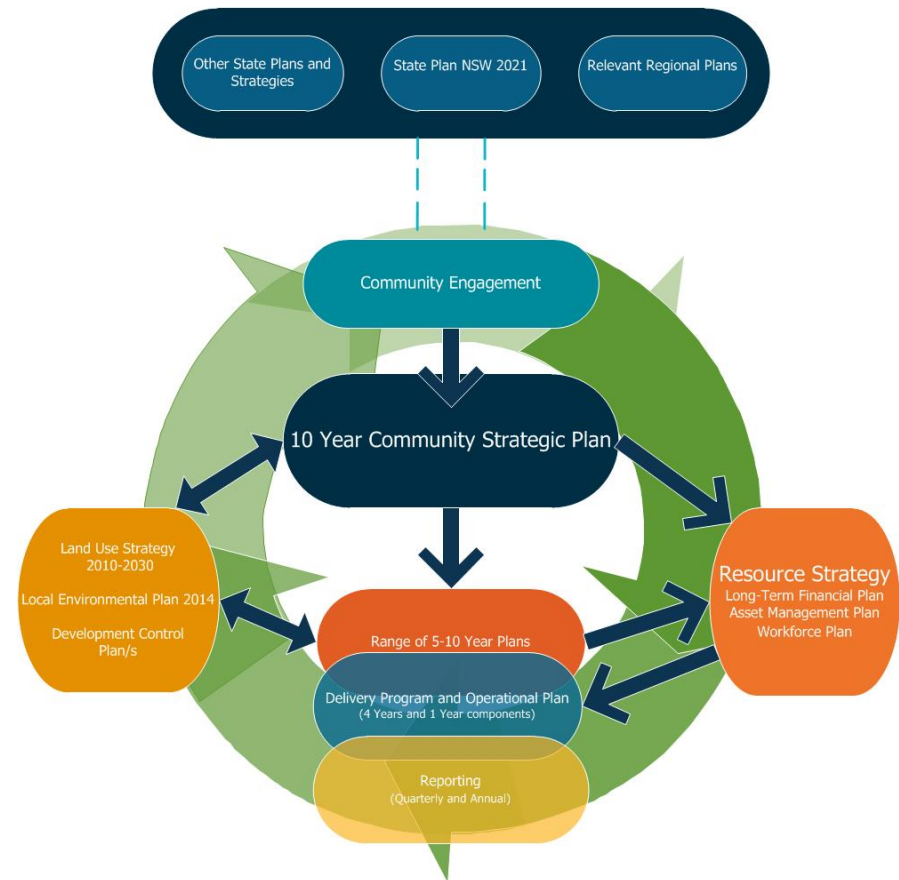 Other State Plans and
Strategies
State Plan NSW 2021
Relevant Regional Plans
Community Engagement
10 Year Community Strategic Plan
Land Use Strategy
2010-2030
Local Environmental Plan 2014
Development Control
Plan/s
Resource Strategy
Long-Term Financial Plan
Asset Management Plan
Workforce Plan
Range of 5-10 Year Plans
Delivery Program and Operational Plan
(4 Years and 1 Year components)
Reporting
(Quarterly and Annual)